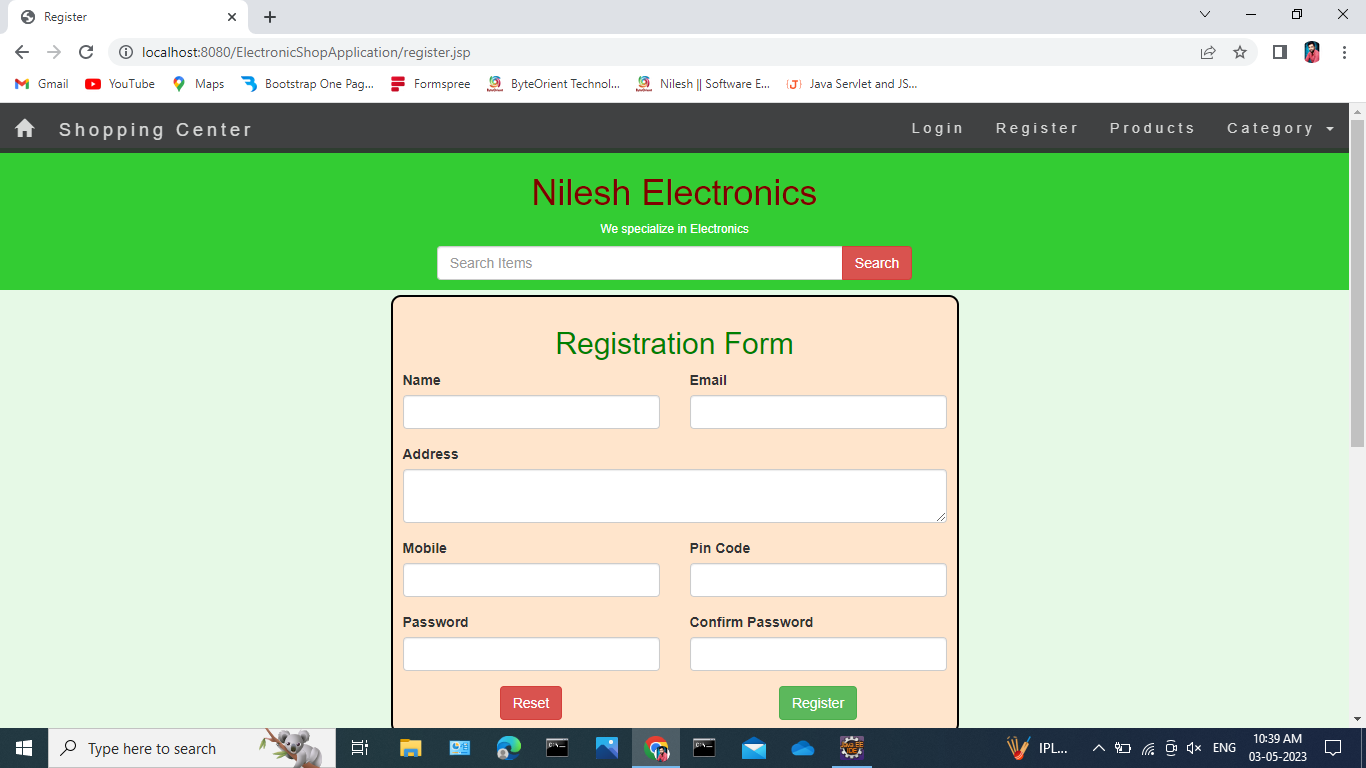 Register
localhost:8080/ElectronicShopApplication/register.jsp
Gmail YouTube Maps Bootstrap One Pag... Formspree ByteOrient Technol... Nilesh || Software E... Java Servlet and JS...
Shopping Center Login Register Products Category
Nilesh Electronics
We specialize in Electronics
Search Items Search
Registration Form
Name Email
Address
Mobile Pin Code
Password Confirm Password
Reset Register
Type here to search IPL... ENG 10:39 AM
03-05-2023